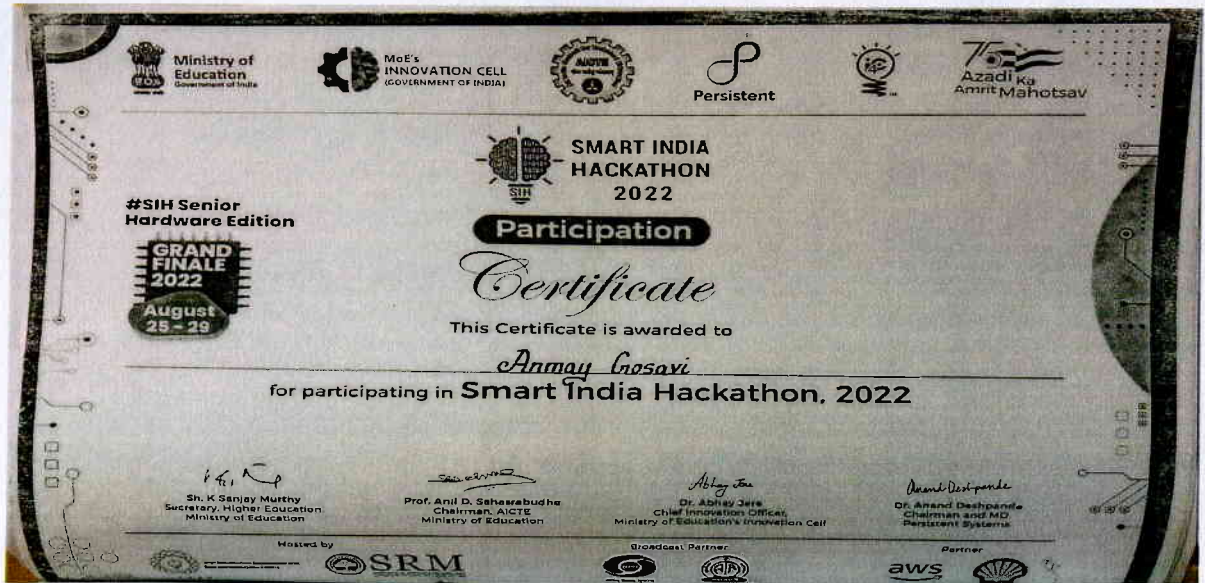 Ministry of
Education
Government of India
MoE's
INNOVATION CELL
(GOVERNMENT OF INDIA)
AICTE
Persistent
75
Azadi Ka
Amrit Mahotsav
SMART INDIA
HACKATHON
2022
SIH
#SIH Senior
Hardware Edition
GRAND
FINALE
2022
August
25 - 29
Participation
Certificate
This Certificate is awarded to
Anmay Gosavi
for participating in Smart India Hackathon, 2022
Abhay Jere
Anand Deshpande
Sh. K Sanjay Murthy
Secretary, Higher Education
Ministry of Education
Prof. Anil D. Sahasrabudhe
Chairman, AICTE
Ministry of Education
Dr. Abhay Jere
Chief Innovation Officer,
Ministry of Education's Innovation Cell
Dr. Anand Deshpande
Chairman and MD
Persistent Systems
Hosted by
SRM
Broadcast Partner
Partner
aws